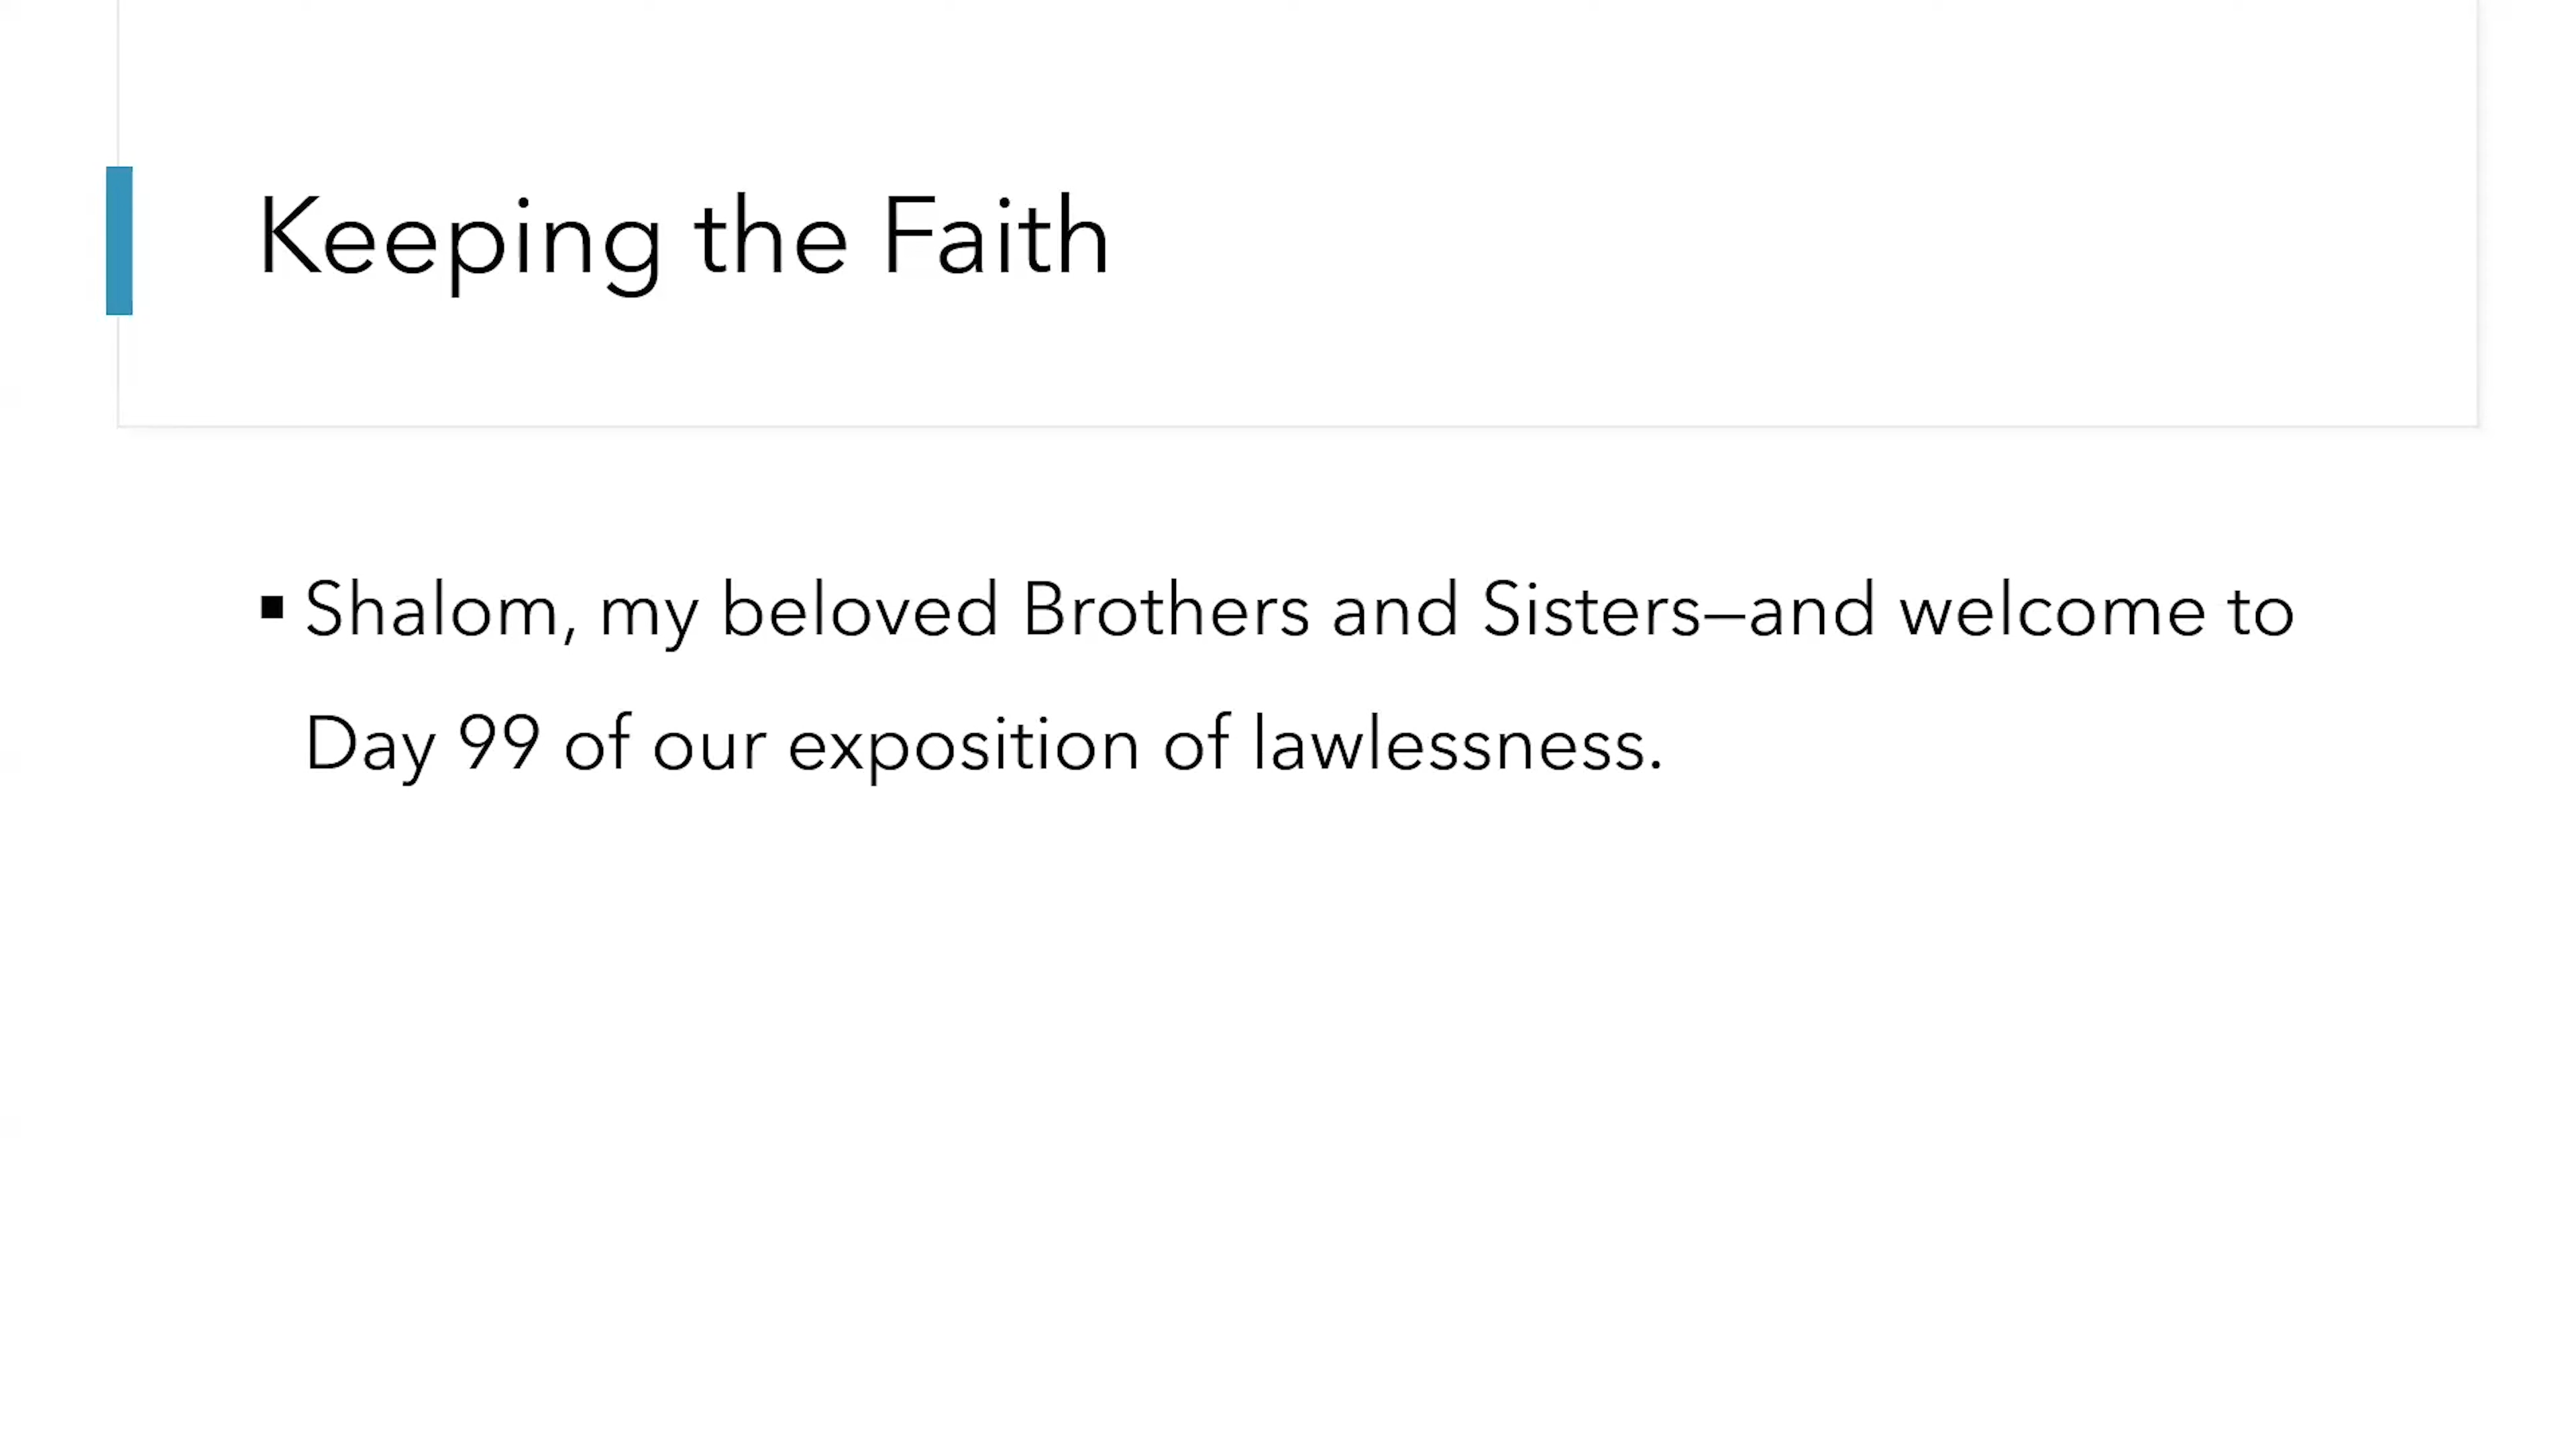 Keeping the Faith
▪ Shalom, my beloved Brothers and Sisters—and welcome to
Day 99 of our exposition of lawlessness.